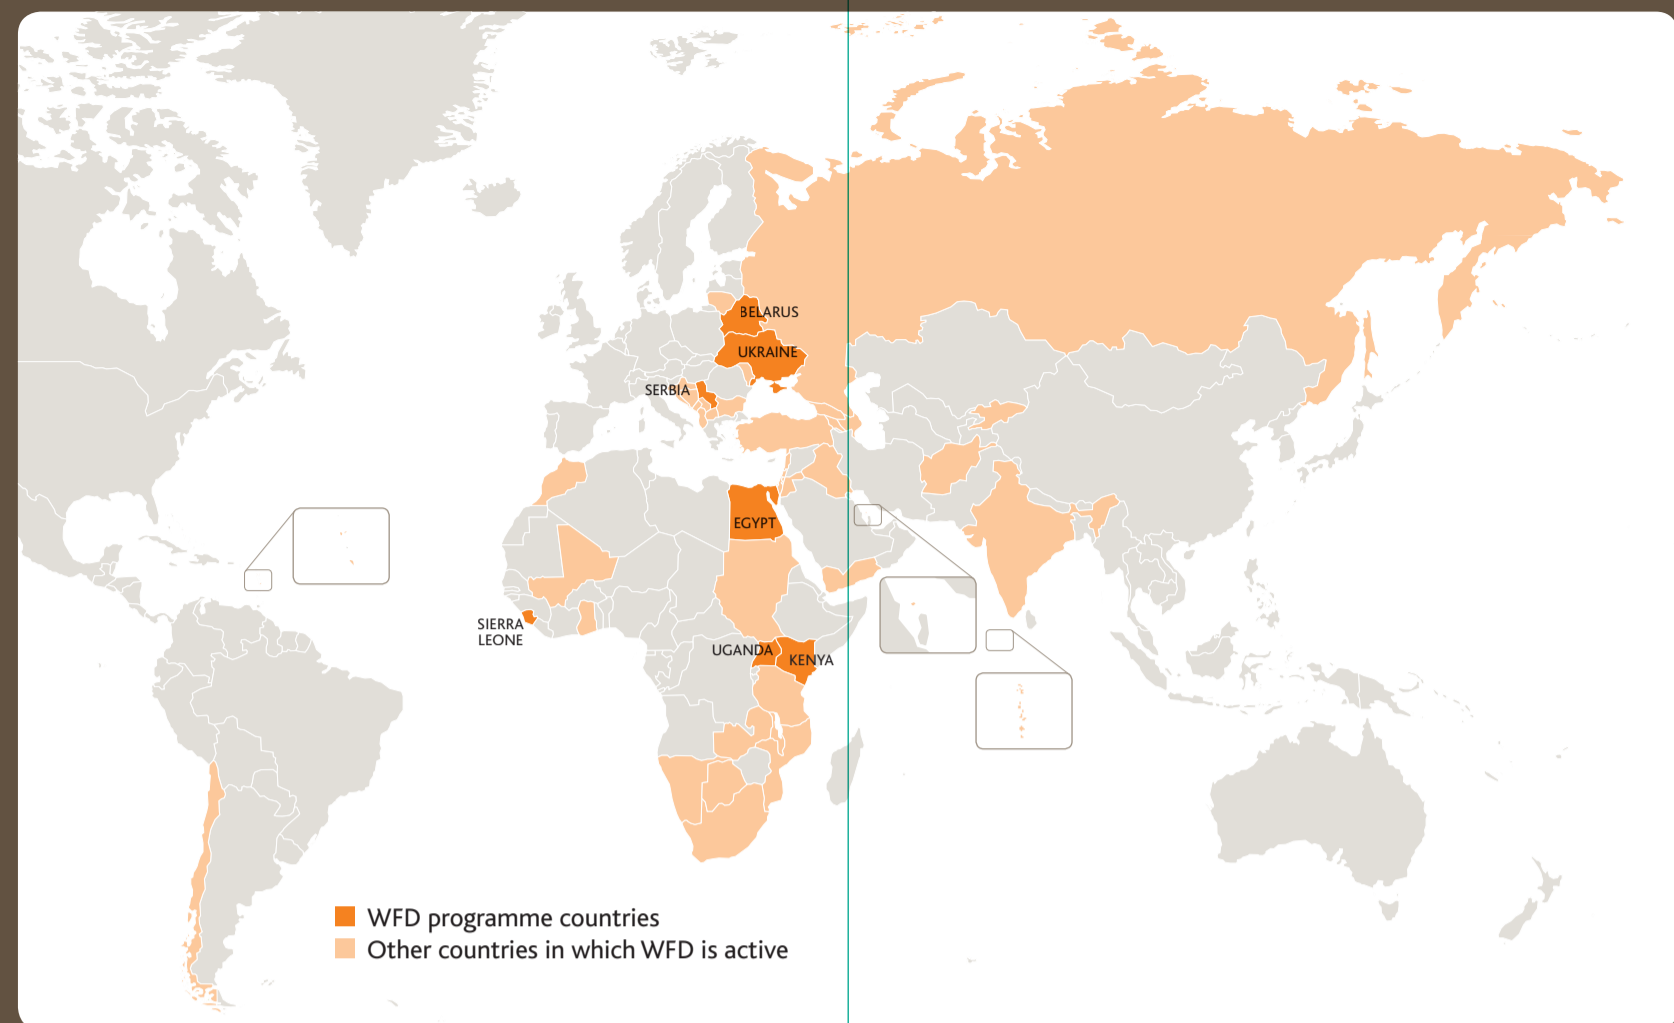 BELARUS
UKRAINE
SERBIA
EGYPT
SIERRA
LEONE
UGANDA
KENYA
WFD programme countries
Other countries in which WFD is active